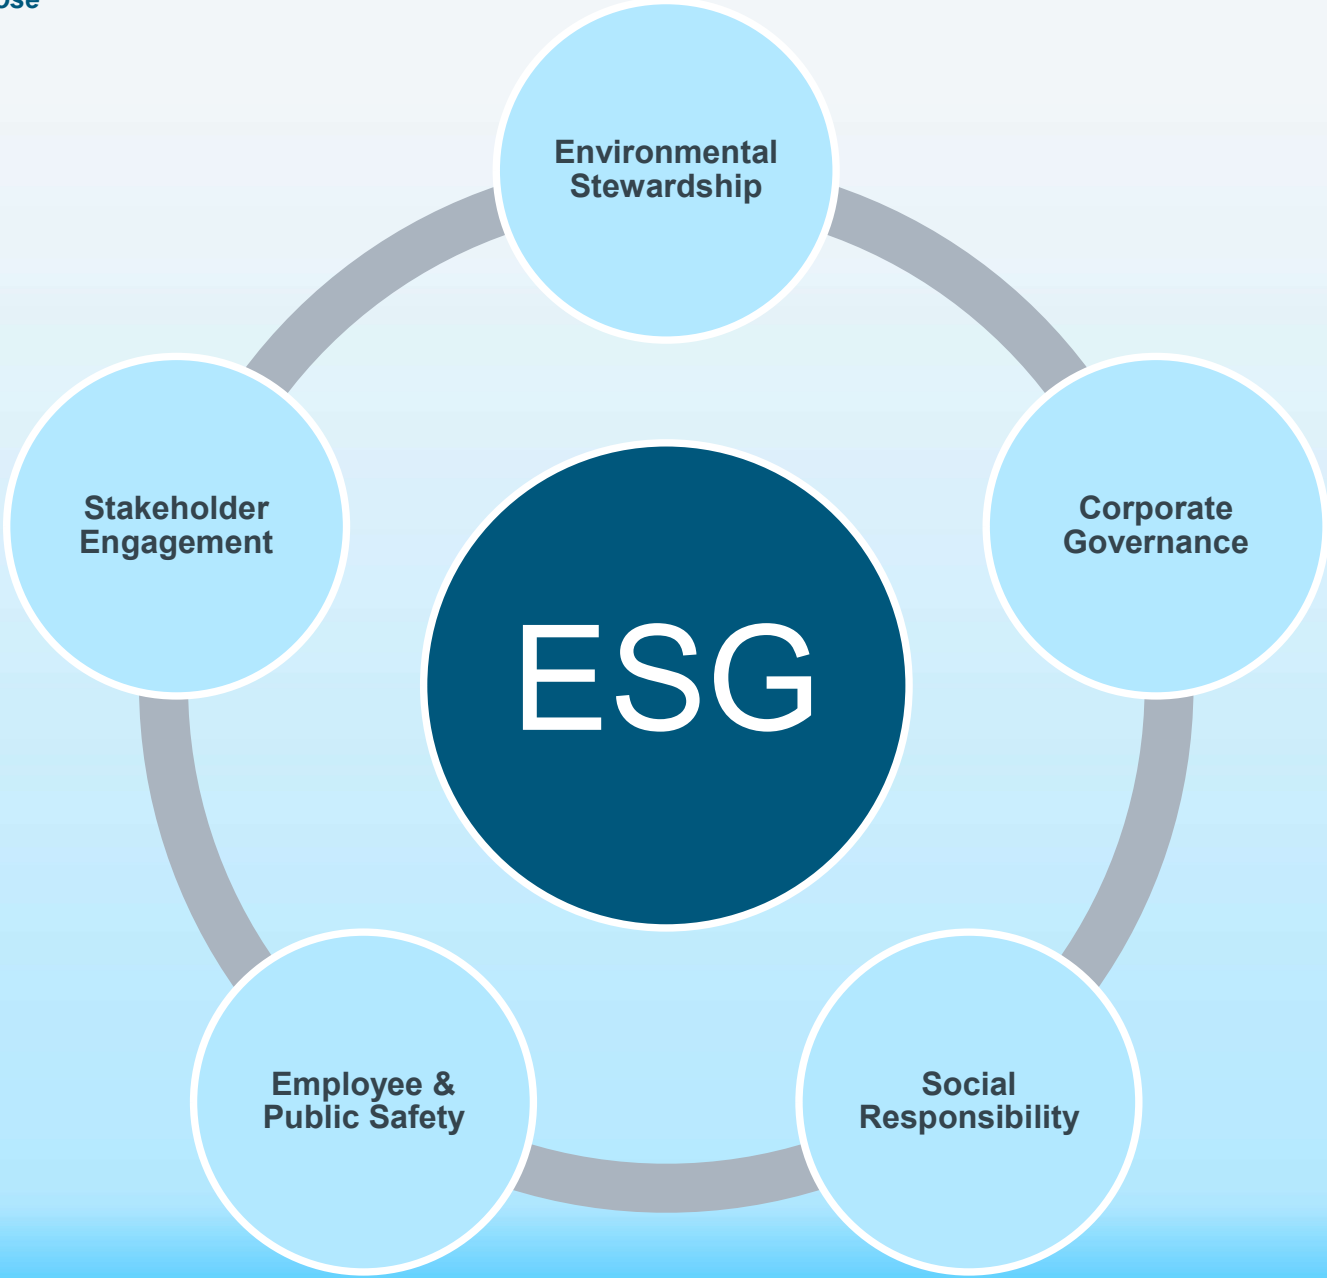 Environmental
Stewardship
Stakeholder
Engagement
Corporate
Governance
ESG
Employee &
Public Safety
Social
Responsibility